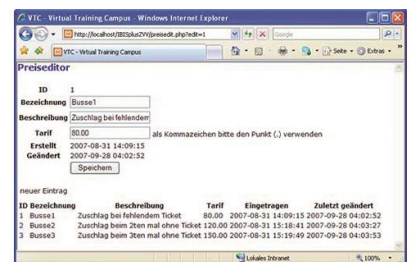 VTC - Virtual Training Campus - Windows Internet Explorer
http://localhost/IBISplusZVV/preisedit.php?edit=1
Google
VTC - Virtual Training Campus
Seite
Extras
Preiseditor
ID 1
Bezeichnung Busse1
Beschreibung Zuschlag bei fehlendem
Tarif 80.00 als Kommazeichen bitte den Punkt (.) verwenden
Erstellt 2007-08-31 14:09:15
Geändert 2007-09-28 04:02:52
Speichern
neuer Eintrag
ID Bezeichnung Beschreibung Tarif Eingetragen Zuletzt geändert
1 Busse1 Zuschlag bei fehlendem Ticket 80.00 2007-08-31 14:09:15 2007-09-28 04:02:52
2 Busse2 Zuschlag beim 2ten mal ohne Ticket 120.00 2007-08-31 15:18:41 2007-09-28 04:03:27
3 Busse3 Zuschlag beim 3ten mal ohne Ticket 150.00 2007-08-31 15:19:49 2007-09-28 04:03:53
Lokales Intranet
100%